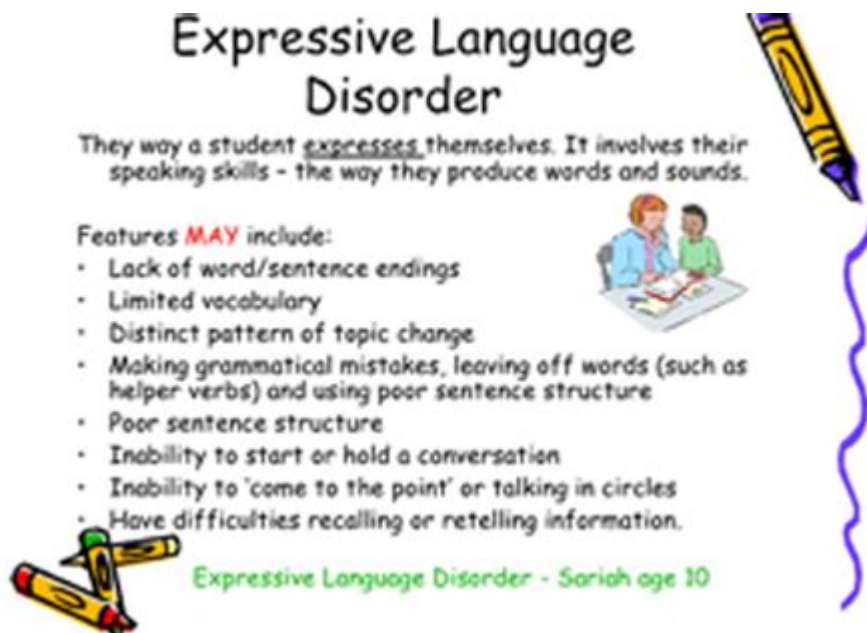 Expressive Language
Disorder
They way a student expresses themselves. It involves their
speaking skills – the way they produce words and sounds.
Features MAY include:
• Lack of word/sentence endings
• Limited vocabulary
• Distinct pattern of topic change
• Making grammatical mistakes, leaving off words (such as
helper verbs) and using poor sentence structure
• Poor sentence structure
• Inability to start or hold a conversation
• Inability to 'come to the point' or talking in circles
• Have difficulties recalling or retelling information.
Expressive Language Disorder - Sariah age 10